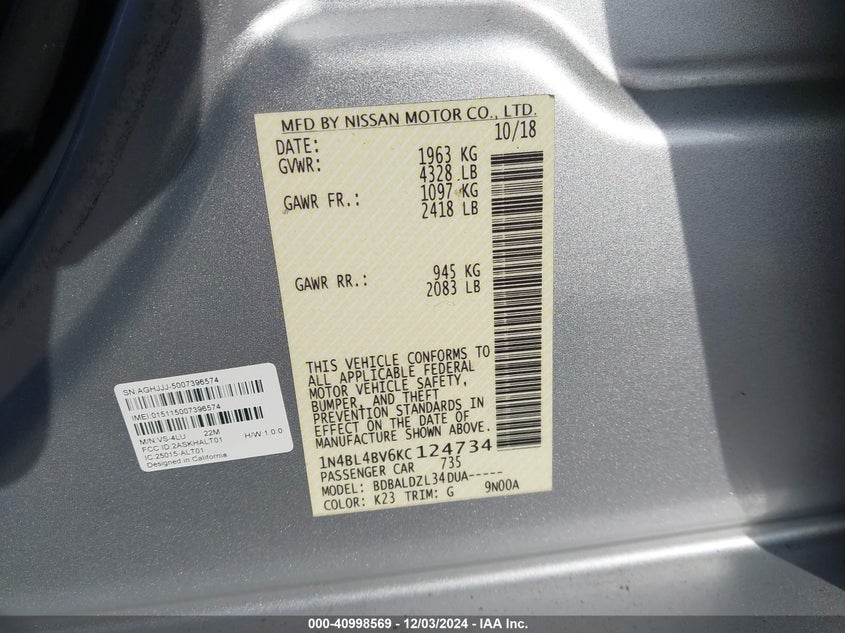 MFD BY NISSAN MOTOR CO., LTD.
DATE: 10/18
GVWR: 1963 KG
4328 LB
GAWR FR.: 1097 KG
2418 LB
GAWR RR.: 945 KG
2083 LB
THIS VEHICLE CONFORMS TO
ALL APPLICABLE FEDERAL
MOTOR VEHICLE SAFETY,
BUMPER, AND THEFT
PREVENTION STANDARDS IN
EFFECT ON THE DATE OF
MANUFACTURE SHOWN ABOVE.
1N4BL4BV6KC124734
PASSENGER CAR 735
MODEL: BDBALDZL34DUA-----
COLOR: K23 TRIM: G 9N00A
SN:AGHJJJ-5007396574
IMEI:015115007396574
M/N:VS-4LU 22M
FCC ID:2ASKHALT01 H/W:1.0.0
IC:25015-ALT01
Designed in California
000-40998569 - 12/03/2024 - IAA Inc.